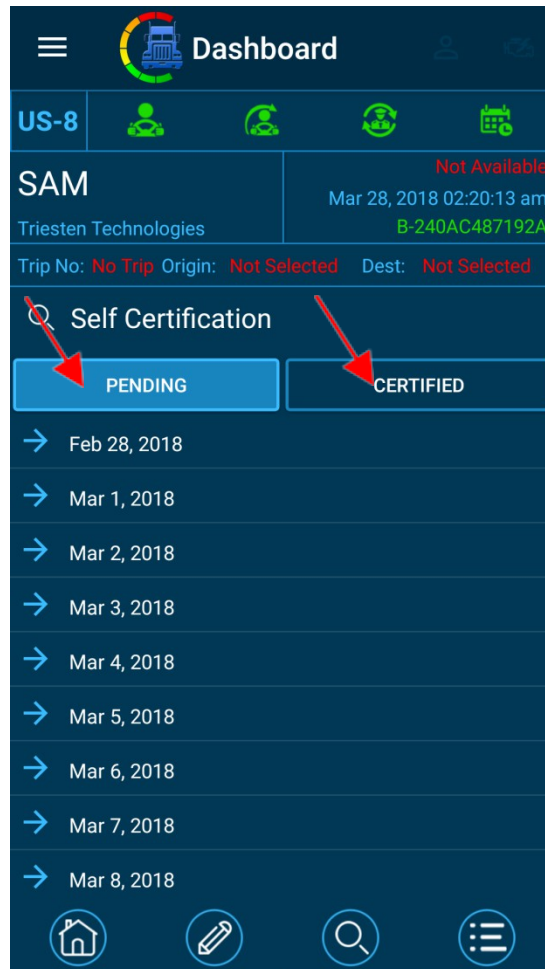 Dashboard
US-8
SAM
Not Available
Mar 28, 2018 02:20:13 am
Triesten Technologies
B-240AC487192A
Trip No: No Trip Origin: Not Selected Dest: Not Selected
Self Certification
PENDING
CERTIFIED
Feb 28, 2018
Mar 1, 2018
Mar 2, 2018
Mar 3, 2018
Mar 4, 2018
Mar 5, 2018
Mar 6, 2018
Mar 7, 2018
Mar 8, 2018